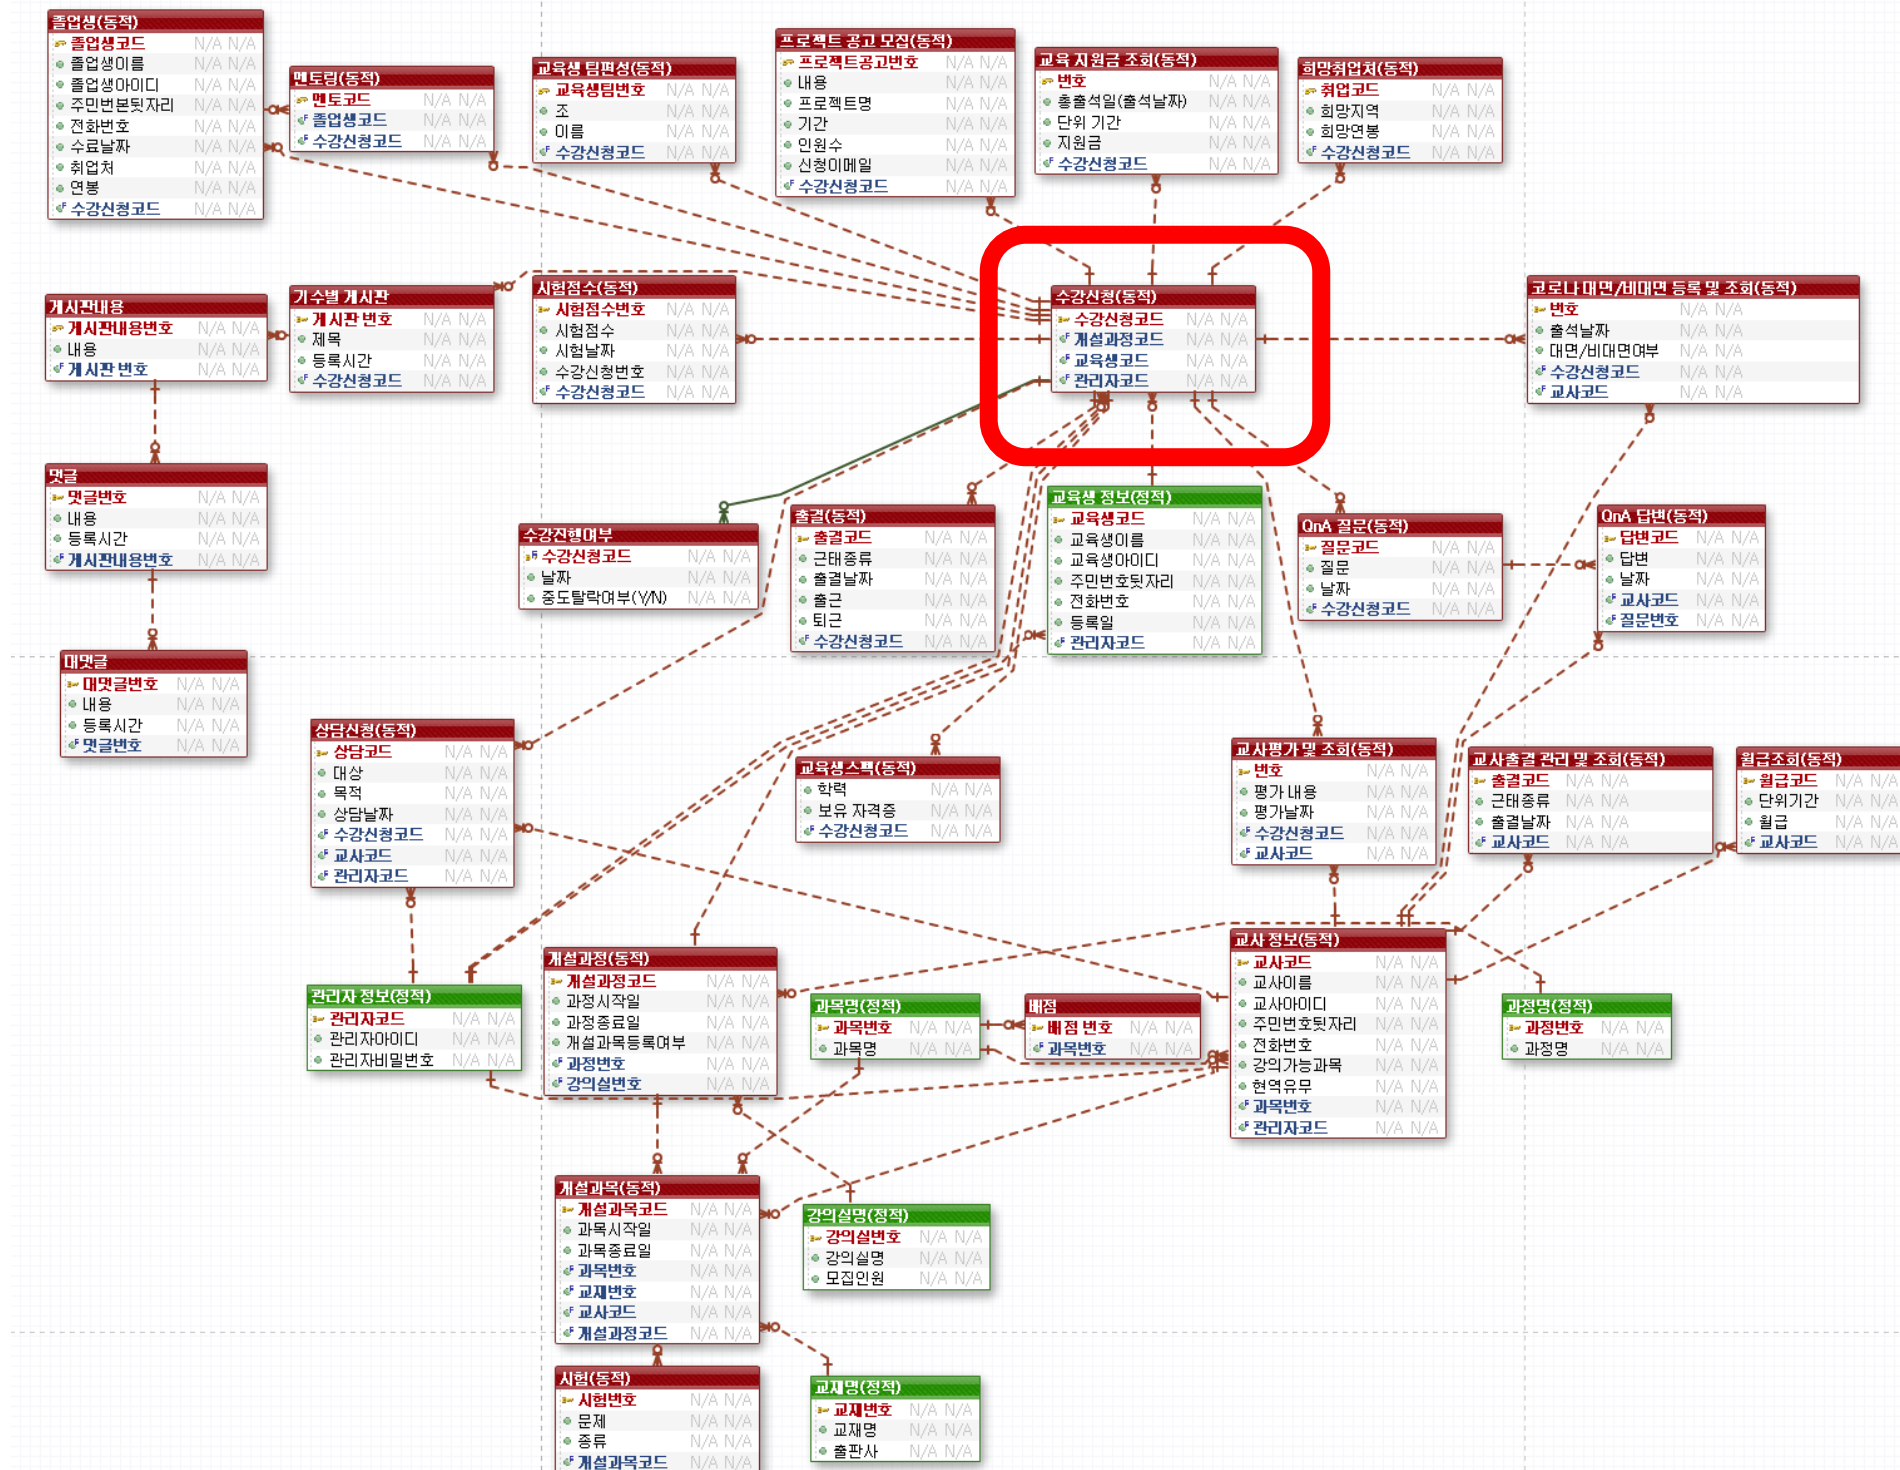 졸업생(동적)
졸업생코드 N/A N/A
졸업생이름 N/A N/A
졸업생아이디 N/A N/A
주민번본뒷자리 N/A N/A
전화번호 N/A N/A
수료날짜 N/A N/A
취업처 N/A N/A
연봉 N/A N/A
수강신청코드 N/A N/A
멘토링(동적)
멘토코드 N/A N/A
졸업생코드 N/A N/A
수강신청코드 N/A N/A
교육생 팀편성(동적)
교육생팀번호 N/A N/A
조 N/A N/A
이름 N/A N/A
수강신청코드 N/A N/A
프로젝트 공고 모집(동적)
프로젝트공고번호 N/A N/A
내용 N/A N/A
프로젝트명 N/A N/A
기간 N/A N/A
인원수 N/A N/A
신청이메일 N/A N/A
수강신청코드 N/A N/A
교육 지원금 조회(동적)
번호 N/A N/A
총출석일(출석날짜) N/A N/A
단위 기간 N/A N/A
지원금 N/A N/A
수강신청코드 N/A N/A
희망취업처(동적)
취업코드 N/A N/A
희망지역 N/A N/A
희망연봉 N/A N/A
수강신청코드 N/A N/A
게시판내용
게시판내용번호 N/A N/A
내용 N/A N/A
게시판 번호 N/A N/A
기수별 게시판
게시판 번호 N/A N/A
제목 N/A N/A
등록시간 N/A N/A
수강신청코드 N/A N/A
시험점수(동적)
시험점수번호 N/A N/A
시험점수 N/A N/A
시험날짜 N/A N/A
수강신청번호 N/A N/A
수강신청코드 N/A N/A
수강신청(동적)
수강신청코드 N/A N/A
개설과정코드 N/A N/A
교육생코드 N/A N/A
관리자코드 N/A N/A
코로나 대면/비대면 등록 및 조회(동적)
번호 N/A N/A
출석날짜 N/A N/A
대면/비대면여부 N/A N/A
수강신청코드 N/A N/A
교사코드 N/A N/A
댓글
댓글번호 N/A N/A
내용 N/A N/A
등록시간 N/A N/A
게시판내용번호 N/A N/A
수강진행여부
수강신청코드 N/A N/A
날짜 N/A N/A
중도탈락여부(Y/N) N/A N/A
출결(동적)
출결코드 N/A N/A
근태종류 N/A N/A
출결날짜 N/A N/A
출근 N/A N/A
퇴근 N/A N/A
수강신청코드 N/A N/A
교육생 정보(정적)
교육생코드 N/A N/A
교육생이름 N/A N/A
교육생아이디 N/A N/A
주민번호뒷자리 N/A N/A
전화번호 N/A N/A
등록일 N/A N/A
관리자코드 N/A N/A
QnA 질문(동적)
질문코드 N/A N/A
질문 N/A N/A
날짜 N/A N/A
수강신청코드 N/A N/A
QnA 답변(동적)
답변코드 N/A N/A
답변 N/A N/A
날짜 N/A N/A
교사코드 N/A N/A
질문번호 N/A N/A
대댓글
대댓글번호 N/A N/A
내용 N/A N/A
등록시간 N/A N/A
댓글번호 N/A N/A
상담신청(동적)
상담코드 N/A N/A
대상 N/A N/A
목적 N/A N/A
상담날짜 N/A N/A
수강신청코드 N/A N/A
교사코드 N/A N/A
관리자코드 N/A N/A
교육생스펙(동적)
학력 N/A N/A
보유 자격증 N/A N/A
수강신청코드 N/A N/A
교사평가 및 조회(동적)
번호 N/A N/A
평가 내용 N/A N/A
평가날짜 N/A N/A
수강신청코드 N/A N/A
교사코드 N/A N/A
교사출결 관리 및 조회(동적)
출결코드 N/A N/A
근태종류 N/A N/A
출결날짜 N/A N/A
교사코드 N/A N/A
월급조회(동적)
월급코드 N/A N/A
단위기간 N/A N/A
월급 N/A N/A
교사코드 N/A N/A
관리자 정보(정적)
관리자코드 N/A N/A
관리자아이디 N/A N/A
관리자비밀번호 N/A N/A
개설과정(동적)
개설과정코드 N/A N/A
과정시작일 N/A N/A
과정종료일 N/A N/A
개설과목등록여부 N/A N/A
과정번호 N/A N/A
강의실번호 N/A N/A
과목명(정적)
과목번호 N/A N/A
과목명 N/A N/A
배점
배점 번호 N/A N/A
과목번호 N/A N/A
교사 정보(동적)
교사코드 N/A N/A
교사이름 N/A N/A
교사아이디 N/A N/A
주민번호뒷자리 N/A N/A
전화번호 N/A N/A
강의가능과목 N/A N/A
현역유무 N/A N/A
과목번호 N/A N/A
관리자코드 N/A N/A
과정명(정적)
과정번호 N/A N/A
과정명 N/A N/A
개설과목(동적)
개설과목코드 N/A N/A
과목시작일 N/A N/A
과목종료일 N/A N/A
과목번호 N/A N/A
교재번호 N/A N/A
교사코드 N/A N/A
개설과정코드 N/A N/A
강의실명(정적)
강의실번호 N/A N/A
강의실명 N/A N/A
모집인원 N/A N/A
시험(동적)
시험번호 N/A N/A
문제 N/A N/A
종류 N/A N/A
개설과목코드 N/A N/A
교재명(정적)
교재번호 N/A N/A
교재명 N/A N/A
출판사 N/A N/A